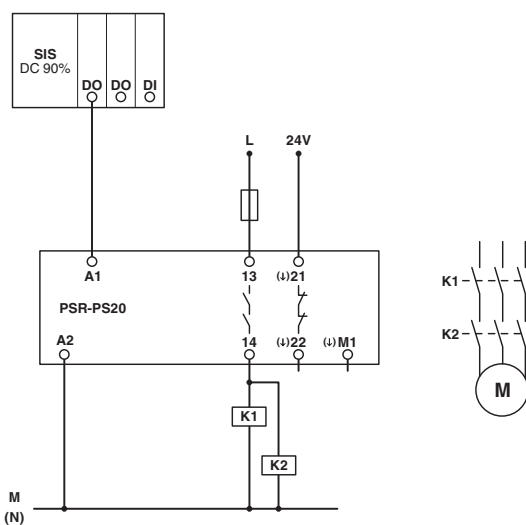 SIS
DC 90%
DO DO DI
L 24V
A1 13 (↓)21
PSR-PS20
A2 14 (↓)22 (↓)M1
K1
K2
K1
K2
M
M
(N)